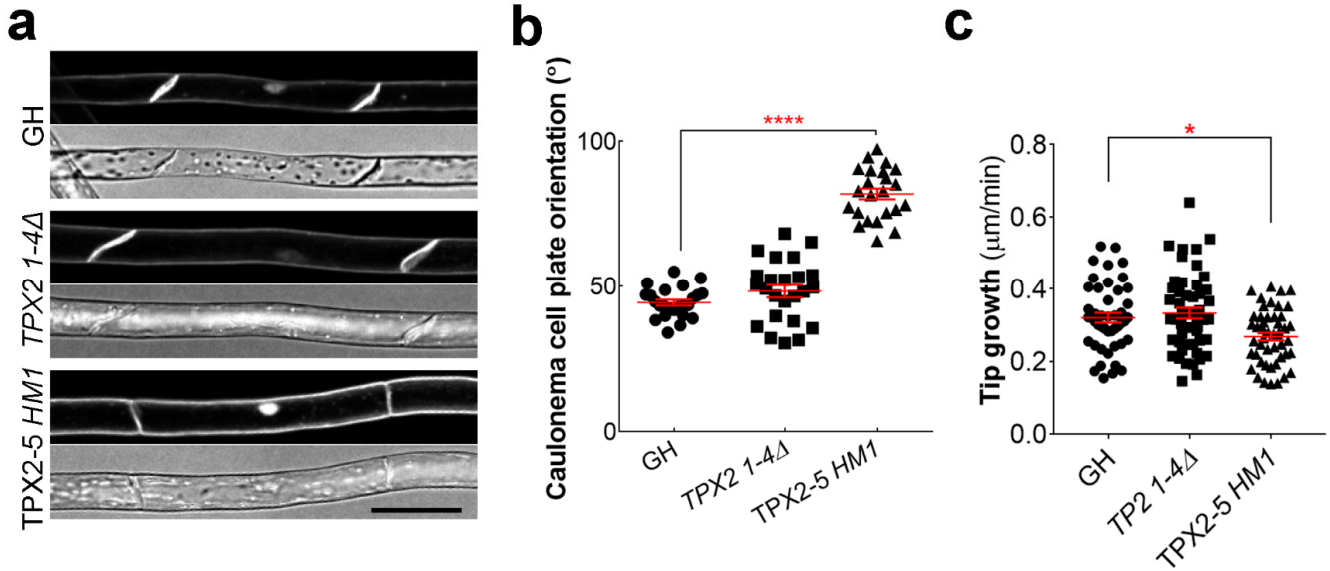 a
GH
TPX2 1-4Δ
TPX2-5 HM1
b
Caulonema cell plate orientation (°)
100
50
0
****
GH
TPX2 1-4Δ
TPX2-5 HM1
c
Tip growth (μm/min)
0.8
0.6
0.4
0.2
0.0
*
GH
TP2 1-4Δ
TPX2-5 HM1